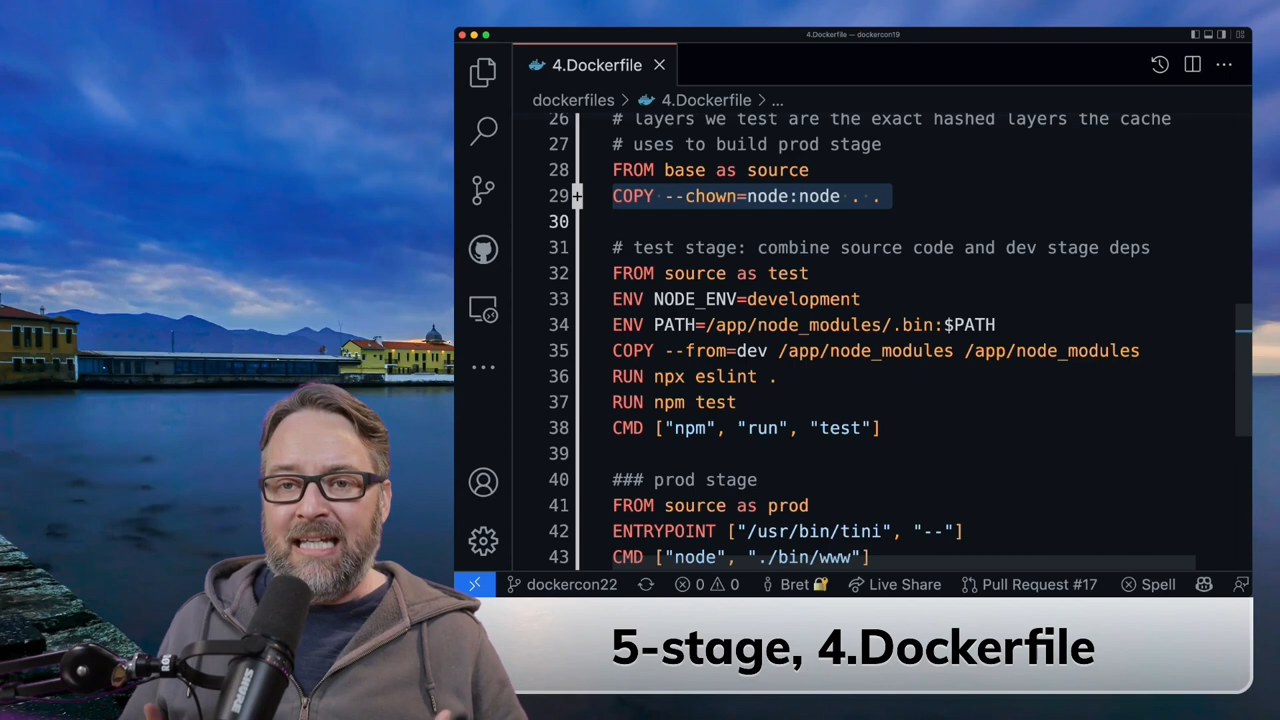 4.Dockerfile — dockercon19
4.Dockerfile
dockerfiles > 4.Dockerfile > ...
26 # layers we test are the exact hashed layers the cache
27 # uses to build prod stage
28 FROM base as source
29 COPY --chown=node:node . .
30
31 # test stage: combine source code and dev stage deps
32 FROM source as test
33 ENV NODE_ENV=development
34 ENV PATH=/app/node_modules/.bin:$PATH
35 COPY --from=dev /app/node_modules /app/node_modules
36 RUN npx eslint .
37 RUN npm test
38 CMD ["npm", "run", "test"]
39
40 ### prod stage
41 FROM source as prod
42 ENTRYPOINT ["/usr/bin/tini", "--"]
43 CMD ["node", "./bin/www"]
dockercon22 0 0 Bret Live Share Pull Request #17 Spell
5-stage, 4.Dockerfile
SHURE